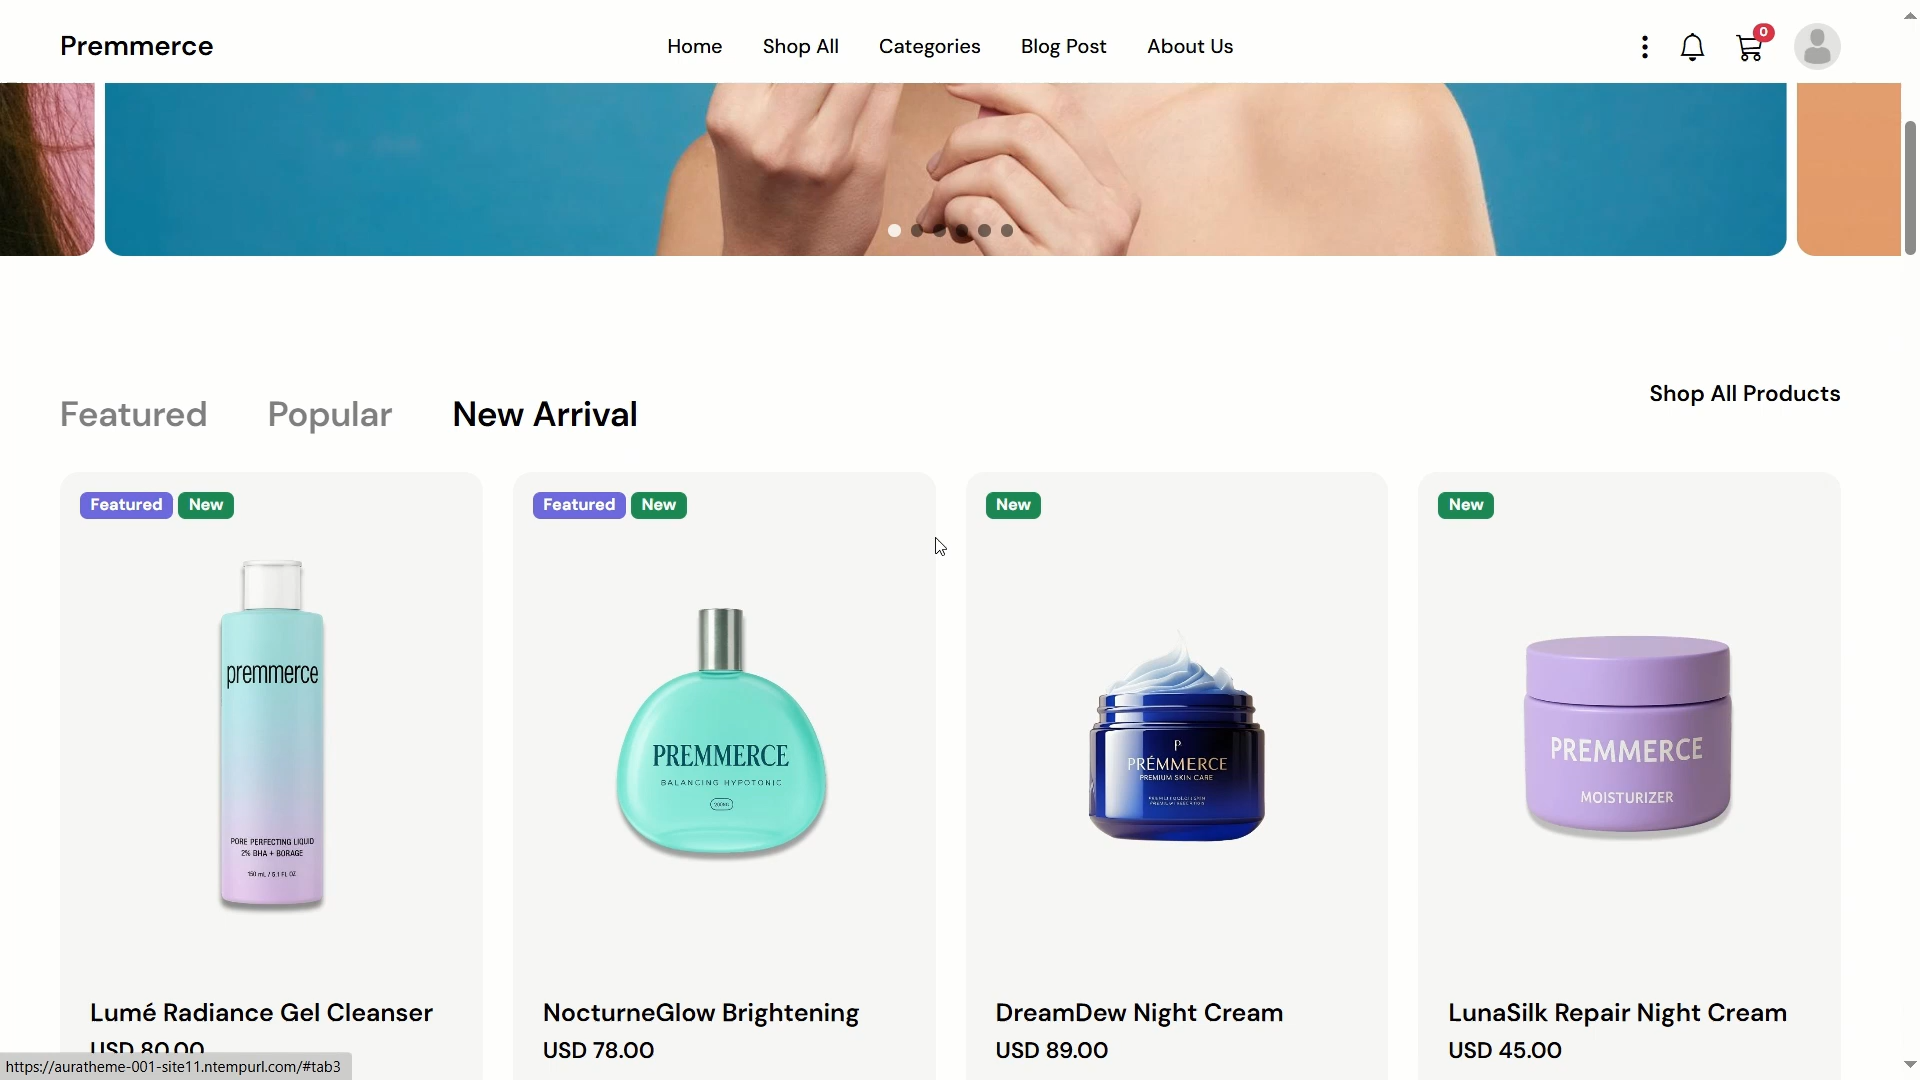 Premmerce
Home
Shop All
Categories
Blog Post
About Us
0
Featured
Popular
New Arrival
Shop All Products
Featured
New
Featured
New
New
New
premmerce
PORE PERFECTING LIQUID
2% BHA + BORAGE
150 mL / 5.1 FL OZ
PREMMERCE
BALANCING HYPOTONIC
P
PRÉMMERCE
PREMIUM SKIN CARE
PREMMERCE
MOISTURIZER
Lumé Radiance Gel Cleanser
NocturneGlow Brightening
DreamDew Night Cream
LunaSilk Repair Night Cream
USD 80.00
USD 78.00
USD 89.00
USD 45.00
https://auratheme-001-site11.ntempurl.com/#tab3